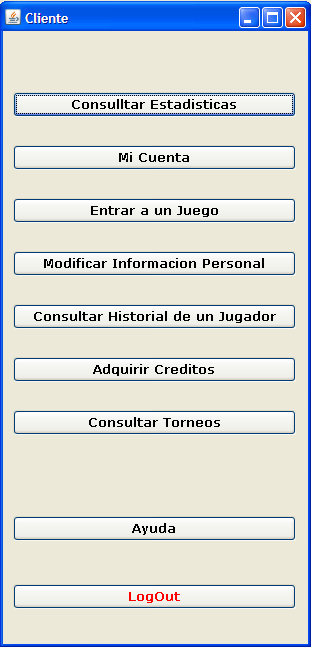 Cliente
Consulltar Estadisticas
Mi Cuenta
Entrar a un Juego
Modificar Informacion Personal
Consultar Historial de un Jugador
Adquirir Creditos
Consultar Torneos
Ayuda
LogOut